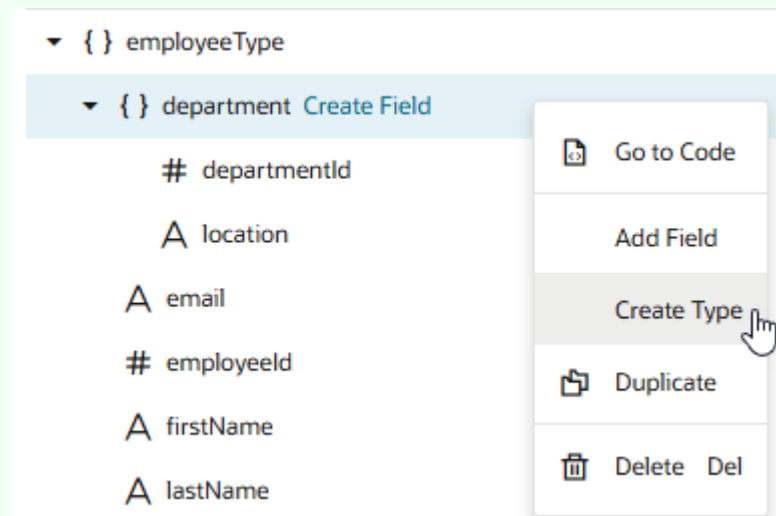 { } employeeType
{ } department Create Field
# departmentId
A location
A email
# employeeId
A firstName
A lastName
Go to Code
Add Field
Create Type
Duplicate
Delete Del